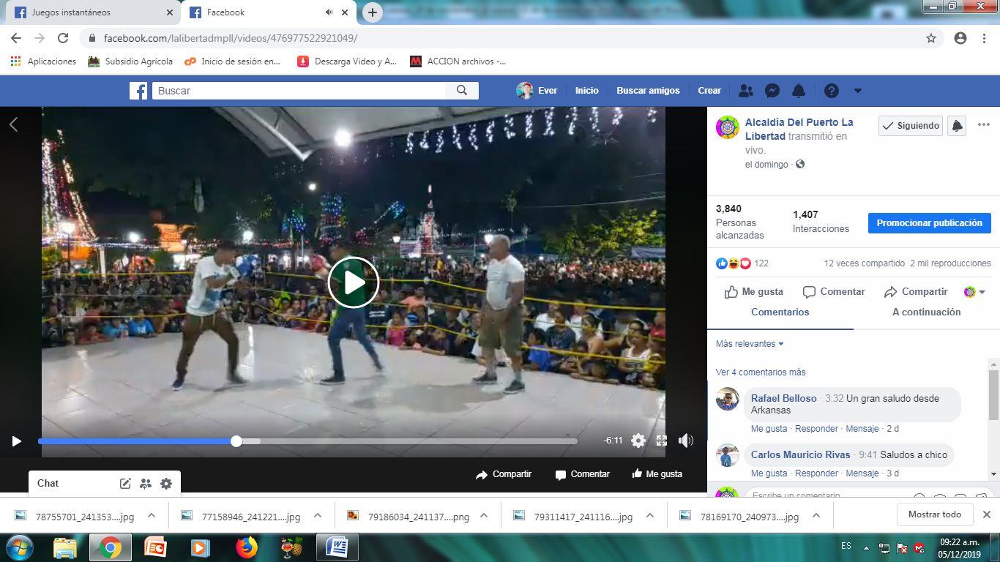 Juegos instantáneos
Facebook
facebook.com/lalibertadmpll/videos/476977522921049/
Aplicaciones
Subsidio Agrícola
Inicio de sesión en...
Descarga Video y A...
ACCION archivos -...
Buscar
Ever
Inicio
Buscar amigos
Crear
Alcaldía Del Puerto La
Libertad transmitió en
vivo.
el domingo ·
Siguiendo
3,840
Personas
alcanzadas
1,407
Interacciones
Promocionar publicación
122
12 veces compartido 2 mil reproducciones
Me gusta
Comentar
Compartir
Comentarios
A continuación
Más relevantes
Ver 4 comentarios más
Rafael Belloso · 3:32 Un gran saludo desde
Arkansas
Me gusta · Responder · Mensaje · 2 d
Carlos Mauricio Rivas · 9:41 Saludos a chico
Me gusta · Responder · Mensaje · 3 d
Escribe un comentario
-6:11
Compartir
Comentar
Me gusta
Chat
78755701_241353....jpg
77158946_241221....jpg
79186034_241137....png
79311417_241116....jpg
78169170_240973....jpg
Mostrar todo
ES
09:22 a.m.
05/12/2019